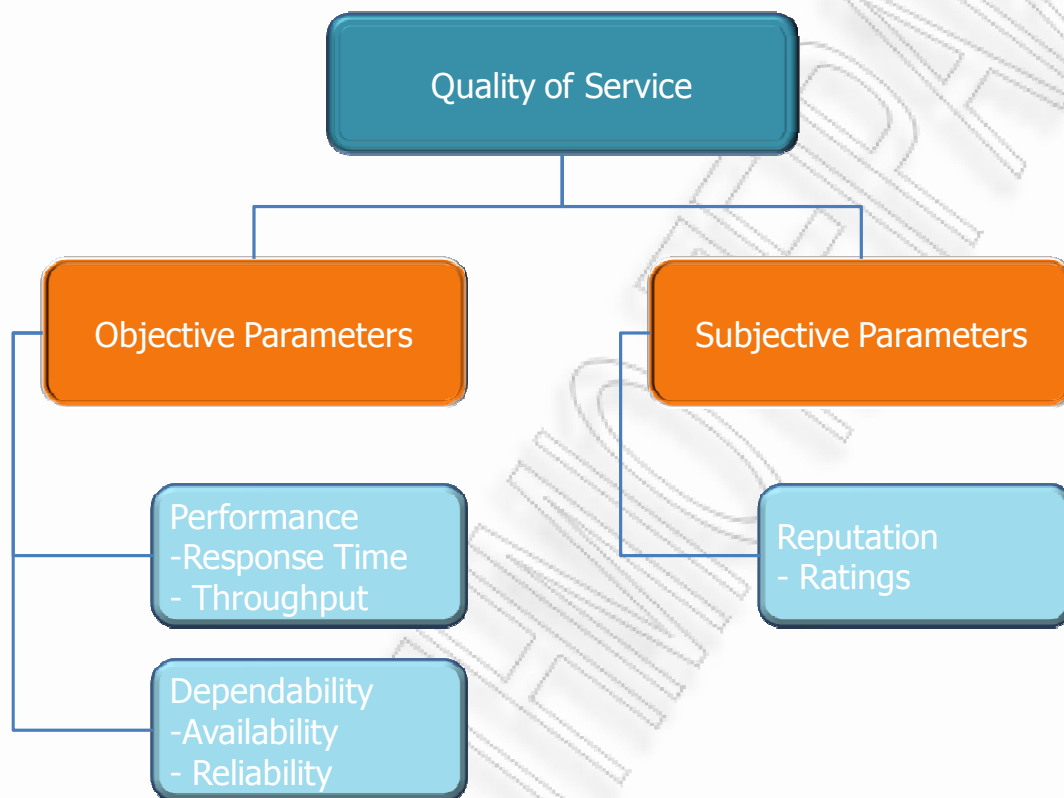 Quality of Service
Objective Parameters
Subjective Parameters
Performance
-Response Time
- Throughput
Reputation
- Ratings
Dependability
-Availability
- Reliability